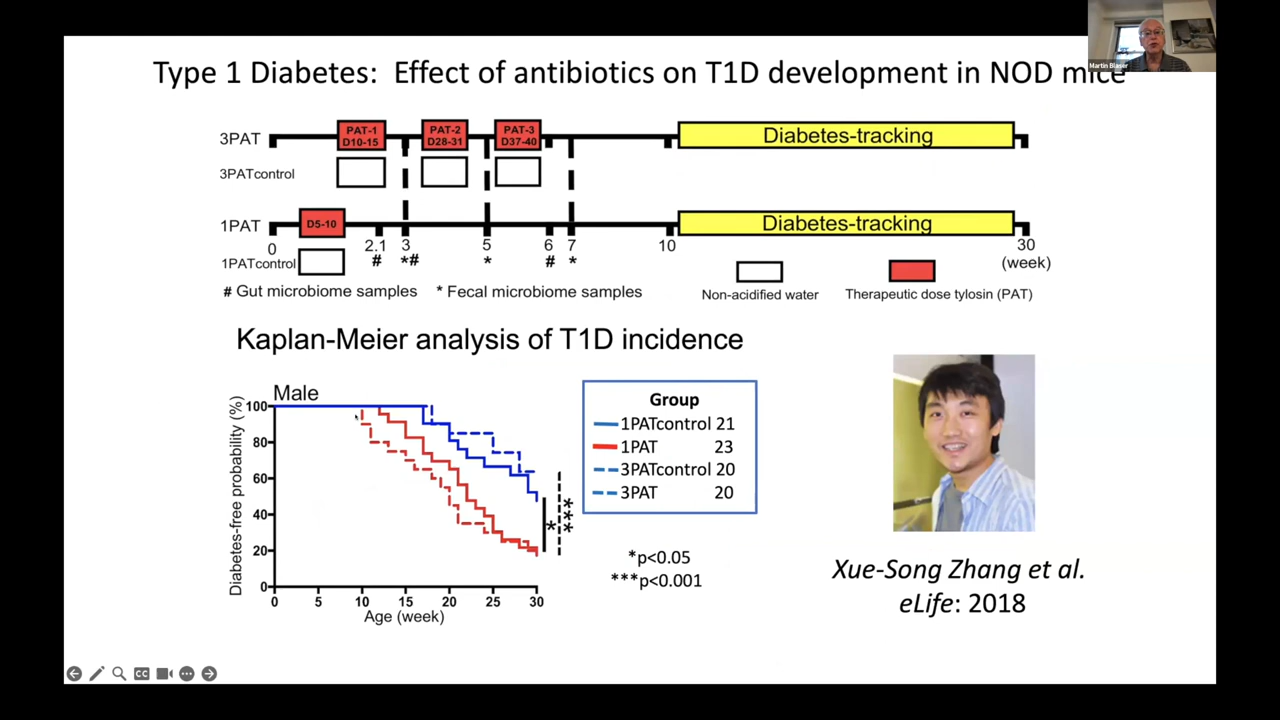 Type 1 Diabetes: Effect of antibiotics on T1D development in NOD mice
Martin Blaser
3PAT
PAT-1
D10-15
PAT-2
D28-31
PAT-3
D37-40
Diabetes-tracking
3PATcontrol
1PAT
D5-10
Diabetes-tracking
0 2.1 3 5 6 7 10 30
# *# * # * (week)
1PATcontrol
# Gut microbiome samples * Fecal microbiome samples
Non-acidified water
Therapeutic dose tylosin (PAT)
Kaplan-Meier analysis of T1D incidence
Male
Diabetes-free probability (%)
100
80
60
40
20
0
0 5 10 15 20 25 30
Age (week)
*
***
Group
1PATcontrol 21
1PAT 23
3PATcontrol 20
3PAT 20
*p<0.05
***p<0.001
Xue-Song Zhang et al.
eLife: 2018
CC